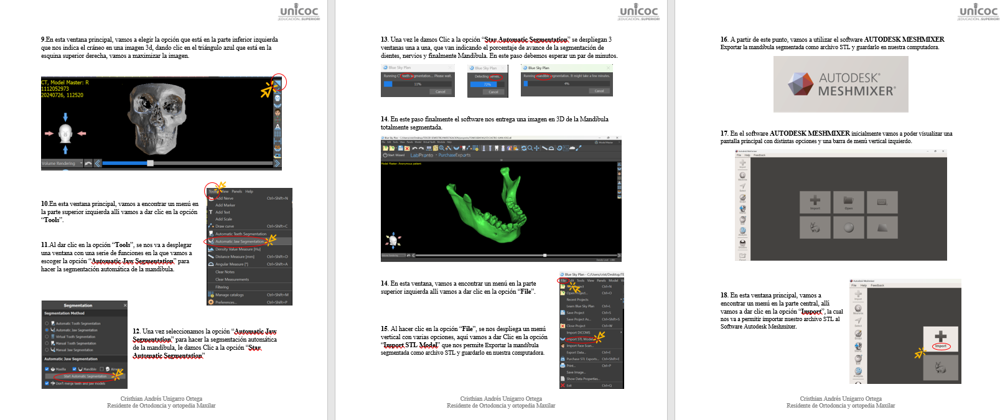 unicoc
¡EDUCACIÓN...SUPERIOR!
9.En esta ventana principal, vamos a elegir la opción que está en la parte inferior izquierda
que nos indica el cráneo en una imagen 3d, dando clic en el triángulo azul que está en la
esquina superior derecha, vamos a maximizar la imagen.
CT, Model Master: R
1112052973
20240726, 112520
Volume Rendering
10.En esta ventana principal, vamos a encontrar un menú en
la parte superior izquierda allí vamos a dar clic en la opción
“Tools”.
11.Al dar clic en la opción “Tools”, se nos va a desplegar
una ventana con una serie de funciones en la que vamos a
escoger la opción “Automatic Jaw Segmentation” para
hacer la segmentación automática de la mandíbula.
Tools View Panels Help
Add Nerve Ctrl+Shift+N
Add Marker
Add Text
Add Scale
Draw curve Ctrl+Shift+C
Automatic Teeth Segmentation
Automatic Jaw Segmentation
Density Value Measure [Hu]
Distance Measure [mm] Ctrl+Shift+D
Angular Measure [°] Ctrl+Shift+A
Clear Notes
Clear Measurements
Filtering
Manage catalogs Ctrl+Shift+M
Preferences... Ctrl+Shift+P
Segmentation
Segmentation Method
Automatic Tooth Segmentation
Automatic Jaw Segmentation
Virtual Tooth Segmentation
Manual Tooth Segmentation
Manual Jaw Segmentation
Automatic Jaw Segmentation
Maxilla Mandible
Start Automatic Segmentation
Don't merge teeth and jaw models
12. Una vez seleccionamos la opción “Automatic Jaw
Segmentation” para hacer la segmentación automática
de la mandíbula, le damos Clic a la opción “Star
Automatic Segmentation”
Cristhian Andrés Unigarro Ortega
Residente de Ortodoncia y ortopedia Maxilar
unicoc
¡EDUCACIÓN...SUPERIOR!
13. Una vez le damos Clic a la opción “Star Automatic Segmentation” se despliegan 3
ventanas una a una, que van indicando el porcentaje de avance de la segmentación de
dientes, nervios y finalmente Mandíbula. En este paso debemos esperar un par de minutos.
Blue Sky Plan
Running CT teeth segmentation... Please wait.
11%
Cancel
Blue Sky Plan
Detecting nerves.
72%
Cancel
Blue Sky Plan
Running mandible segmentation. It might take a few minutes.
4%
Cancel
14. En este paso finalmente el software nos entrega una imagen en 3D de la Mandibula
totalmente segmentada.
Start Wizard LabPronto PurchaseExports
Model Master: Anonymous patient
14. En esta ventana, vamos a encontrar un menú en la parte
superior izquierda allí vamos a dar clic en la opción “File”.
15. Al hacer clic en la opción “File”, se nos despliega un menú
vertical con varias opciones, aquí vamos a dar Clic en la opción
“Import STL Model” que nos permite Exportar la mandíbula
segmentada como archivo STL y guardarlo en nuestra computadora.
Blue Sky Plan - C:/Users/crist/Desktop/TE
File Edit Tools View Panels Model Vi
Ctrl+N
Open Project... Ctrl+O
Recent Projects
Learn Blue Sky Plan Ctrl+L
Save Project Ctrl+S
Save Project As... Ctrl+Shift+S
Close Project Ctrl+W
Import DICOMS
Import STL Model
Import Face Scan...
Export Data... Ctrl+E
Purchase STL Exports... Ctrl+Shift+E
Print... Ctrl+P
Save Image...
Show Data Properties...
Exit Ctrl+Q
Cristhian Andrés Unigarro Ortega
Residente de Ortodoncia y ortopedia Maxilar
unicoc
¡EDUCACIÓN...SUPERIOR!
16. A partir de este punto, vamos a utilizar el software AUTODESK MESHMIXER
Exportar la mandíbula segmentada como archivo STL y guardarlo en nuestra computadora.
AUTODESK®
MESHMIXER®
17. En el software AUTODESK MESHMIXER inicialmente vamos a poder visualizar una
pantalla principal con distintas opciones y una barra de menú vertical izquierdo.
Autodesk Meshmixer
File Help Feedback
Import
Import Open
18. En esta ventana principal, vamos a
encontrar un menú en la parte central, allí
vamos a dar clic en la opción “Import”, la cual
nos va a permitir importar nuestro archivo STL al
Software Autodesk Meshmixer.
Autodesk Meshmixer
File Help Feedback
Import
Import
Cristhian Andrés Unigarro Ortega
Residente de Ortodoncia y ortopedia Maxilar